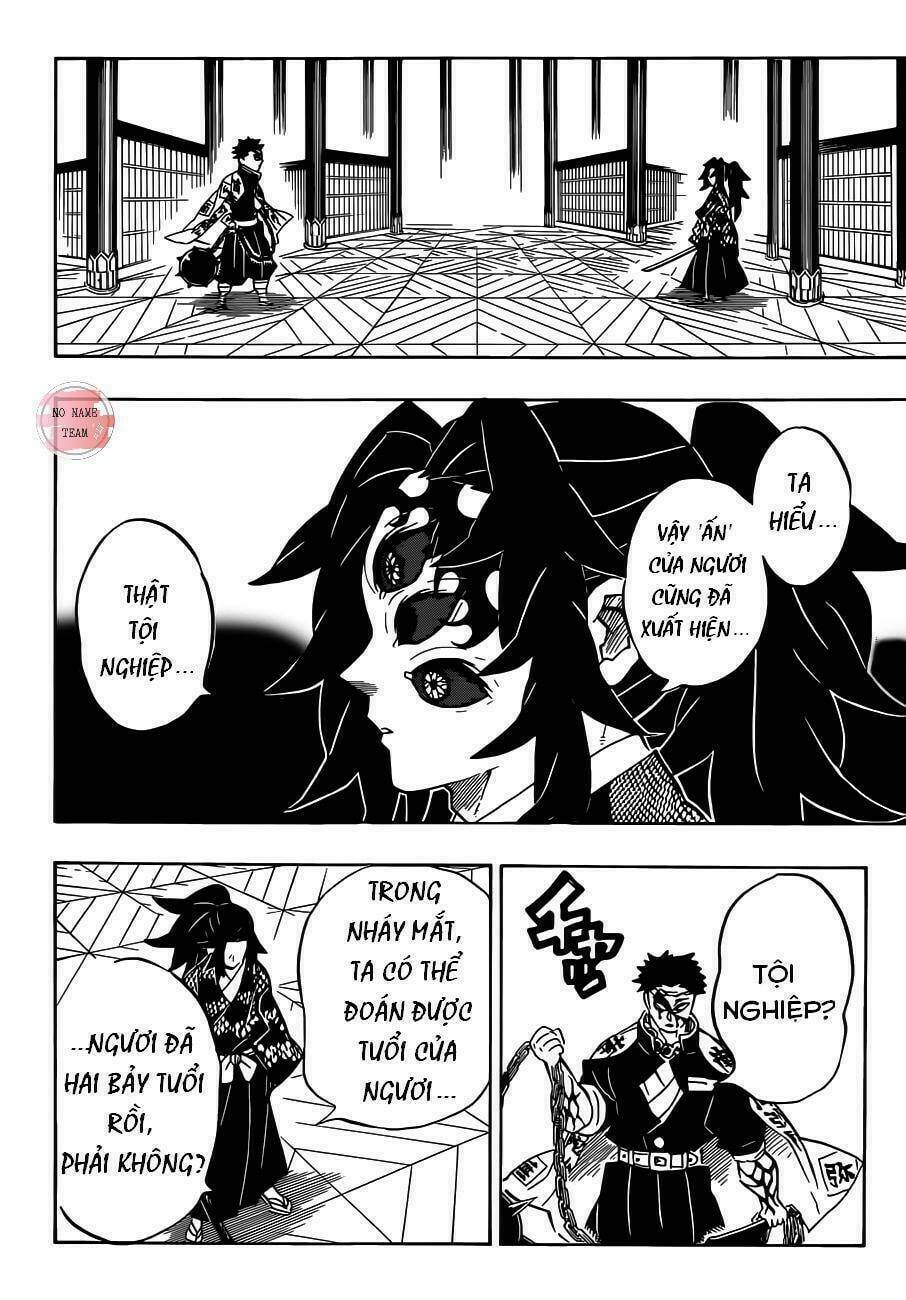 NO NAME
TEAM
TA
HIỂU...
VẬY 'ẤN'
CỦA NGƯƠI
CŨNG ĐÃ
XUẤT HIỆN...
THẬT
TỘI
NGHIỆP...
TỘI
NGHIỆP?
TRONG
NHÁY MẮT,
TA CÓ THỂ
ĐOÁN ĐƯỢC
TUỔI CỦA
NGƯƠI...
...NGƯƠI ĐÃ
HAI BẢY TUỔI
RỒI,
PHẢI KHÔNG?